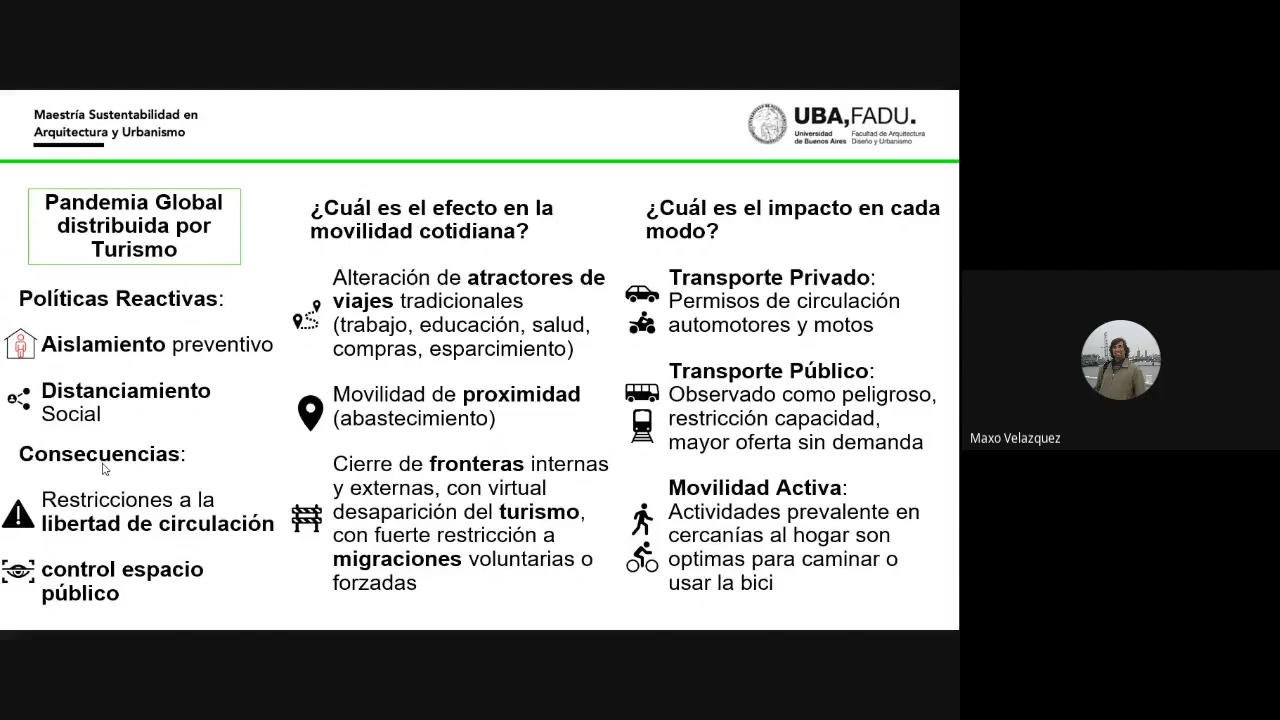 Maestría Sustentabilidad en
Arquitectura y Urbanismo
UBA,FADU.
Universidad
de Buenos Aires
Facultad de Arquitectura
Diseño y Urbanismo
Pandemia Global
distribuida por
Turismo
Políticas Reactivas:
Aislamiento preventivo
Distanciamiento
Social
Consecuencias:
Restricciones a la
libertad de circulación
control espacio
público
¿Cuál es el efecto en la
movilidad cotidiana?
Alteración de atractores de
viajes tradicionales
(trabajo, educación, salud,
compras, esparcimiento)
Movilidad de proximidad
(abastecimiento)
Cierre de fronteras internas
y externas, con virtual
desaparición del turismo,
con fuerte restricción a
migraciones voluntarias o
forzadas
¿Cuál es el impacto en cada
modo?
Transporte Privado:
Permisos de circulación
automotores y motos
Transporte Público:
Observado como peligroso,
restricción capacidad,
mayor oferta sin demanda
Movilidad Activa:
Actividades prevalente en
cercanías al hogar son
optimas para caminar o
usar la bici
Maxo Velazquez